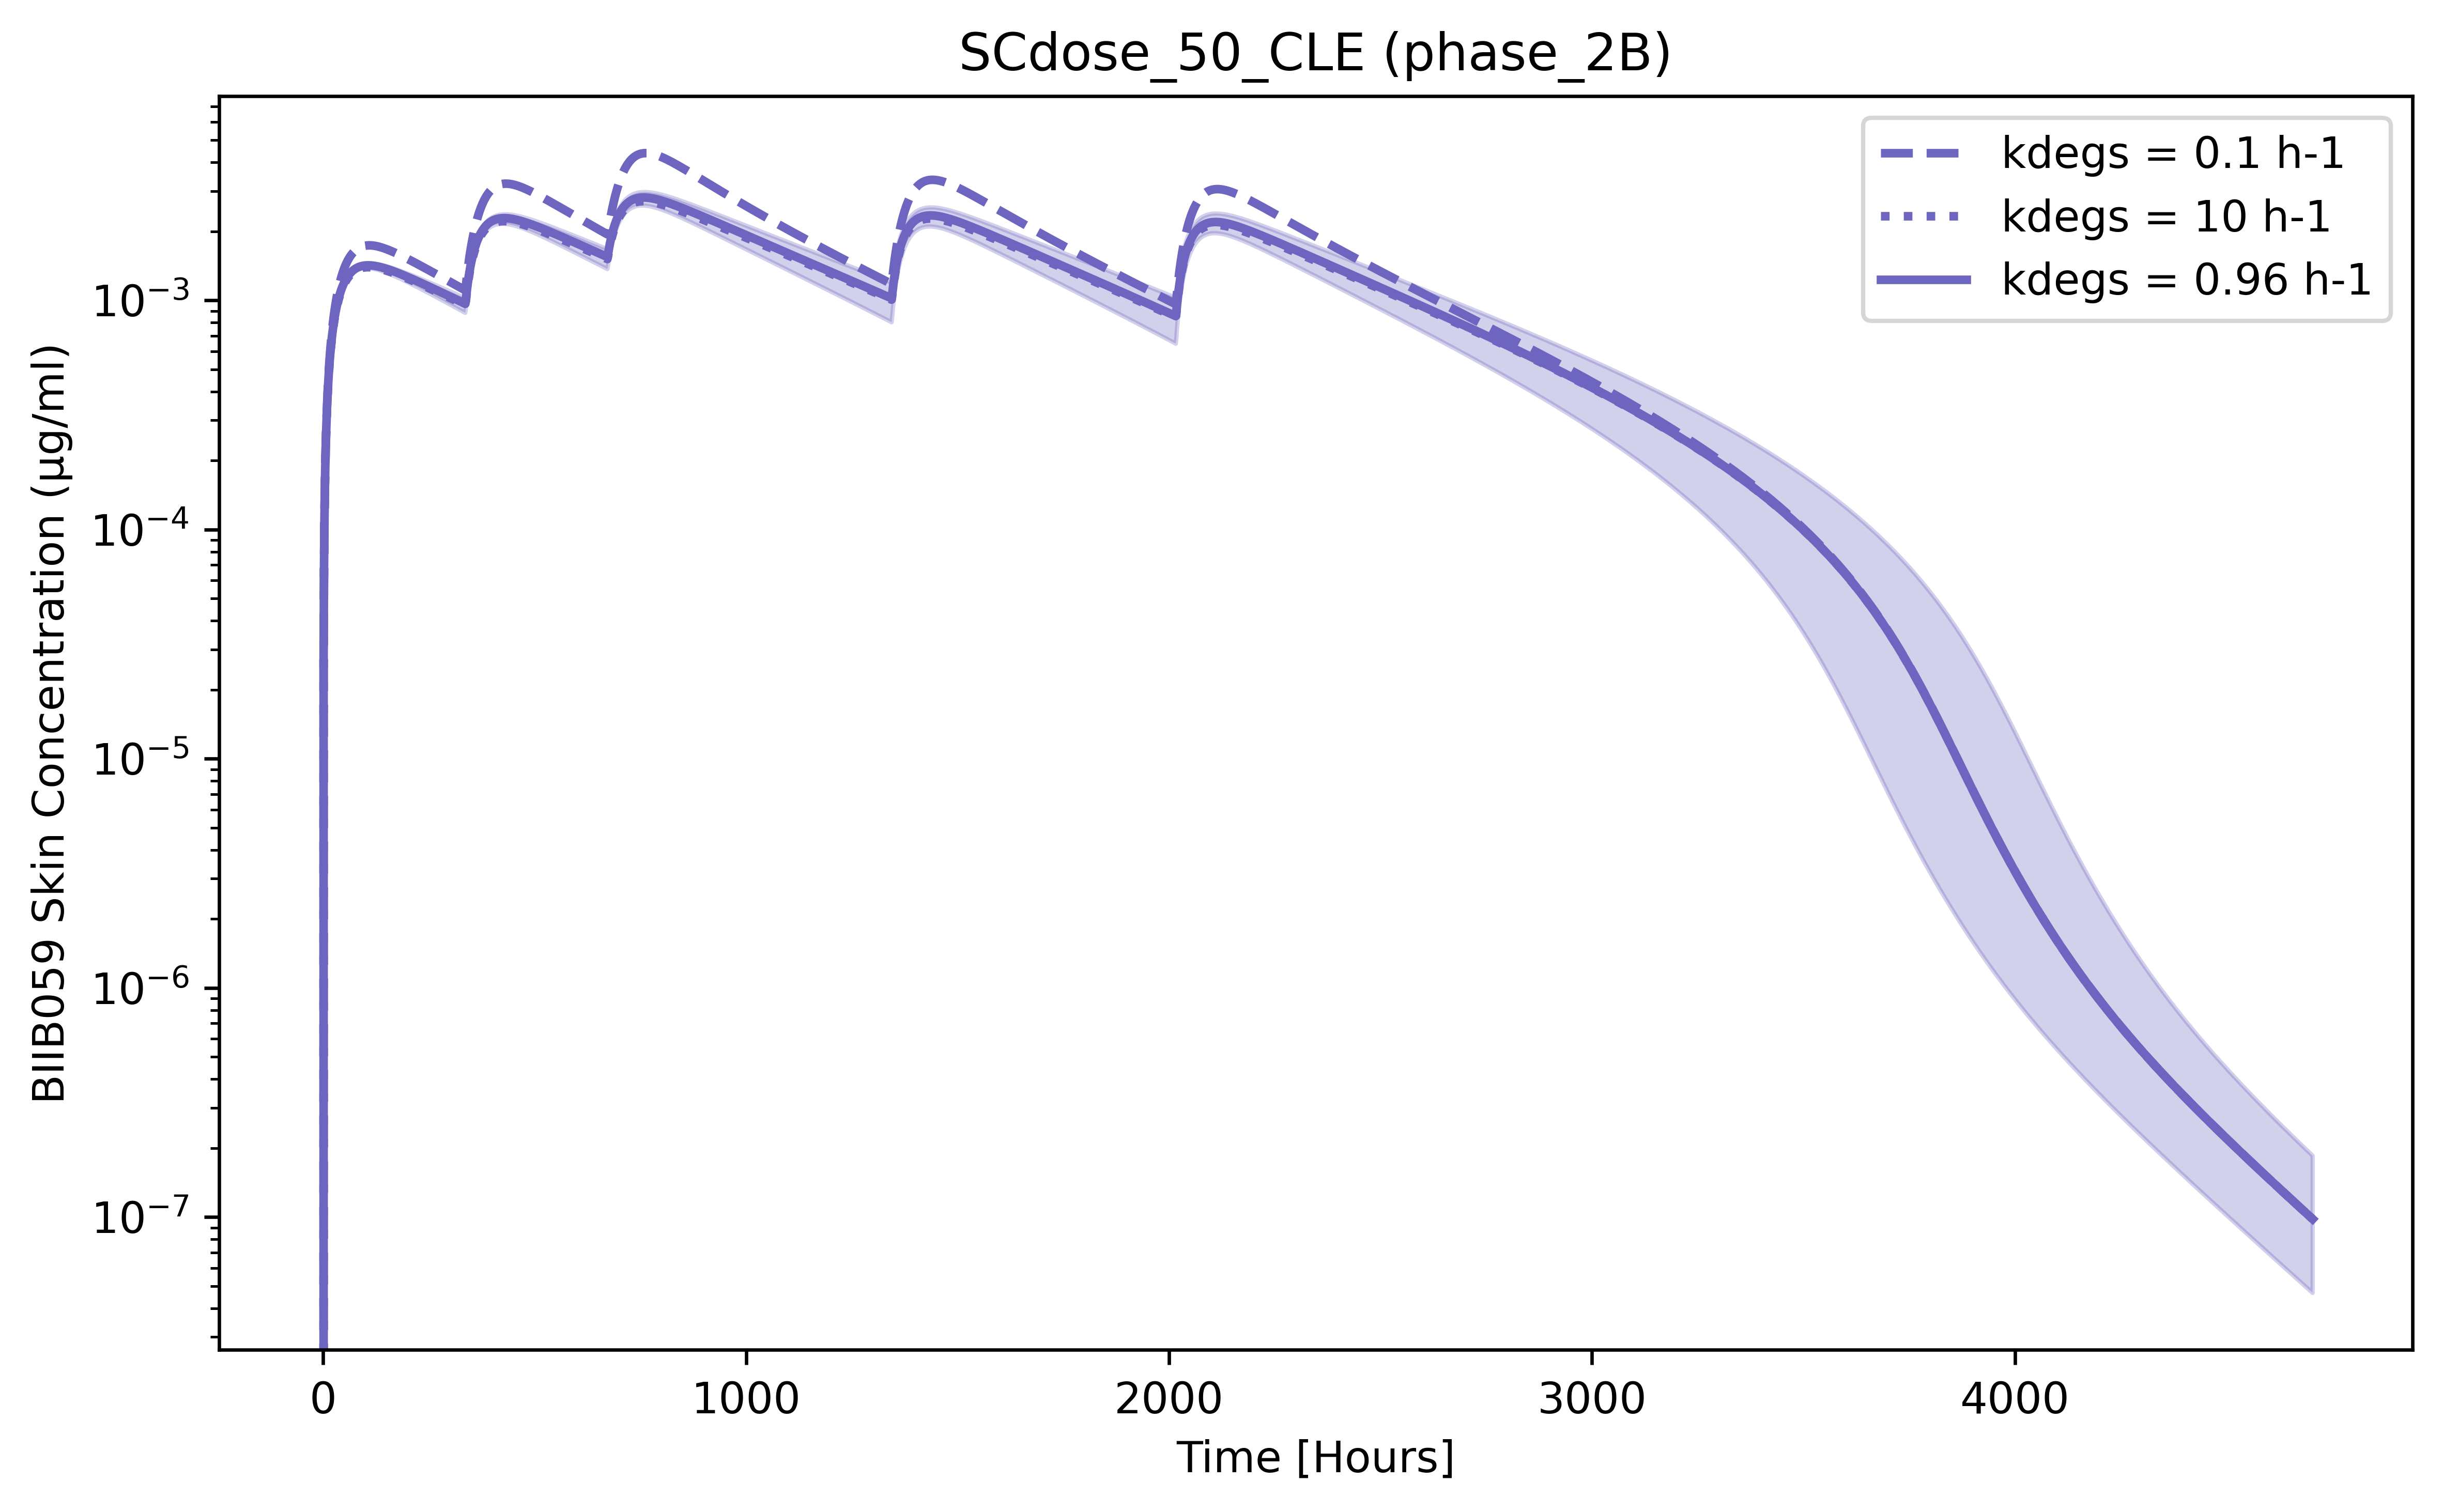 SCdose_50_CLE (phase_2B)
kdegs = 0.1 h-1
kdegs = 10 h-1
kdegs = 0.96 h-1
BIIB059 Skin Concentration (µg/ml)
10⁻³
10⁻⁴
10⁻⁵
10⁻⁶
10⁻⁷
0 1000 2000 3000 4000
Time [Hours]